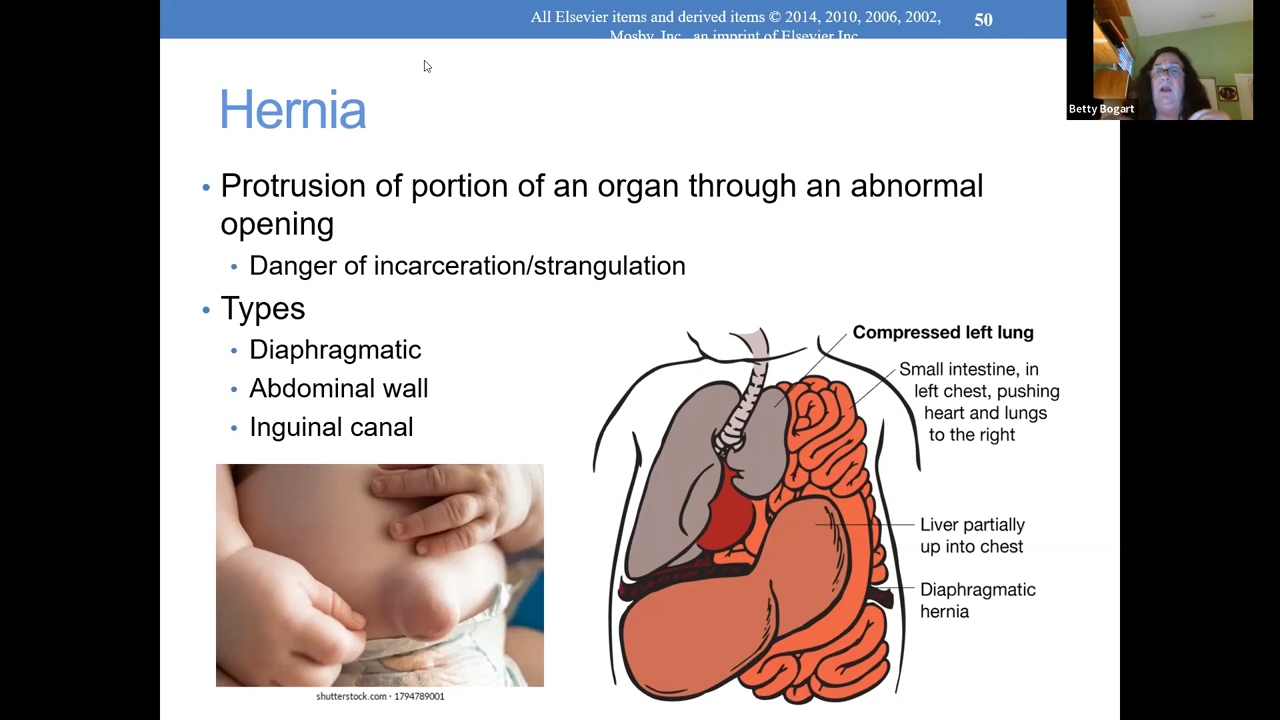 All Elsevier items and derived items © 2014, 2010, 2006, 2002,
Mosby, Inc., an imprint of Elsevier Inc.
50
Betty Bogart
Hernia
• Protrusion of portion of an organ through an abnormal
opening
• Danger of incarceration/strangulation
• Types
• Diaphragmatic
• Abdominal wall
• Inguinal canal
Compressed left lung
Small intestine, in
left chest, pushing
heart and lungs
to the right
Liver partially
up into chest
Diaphragmatic
hernia
shutterstock.com · 1794789001